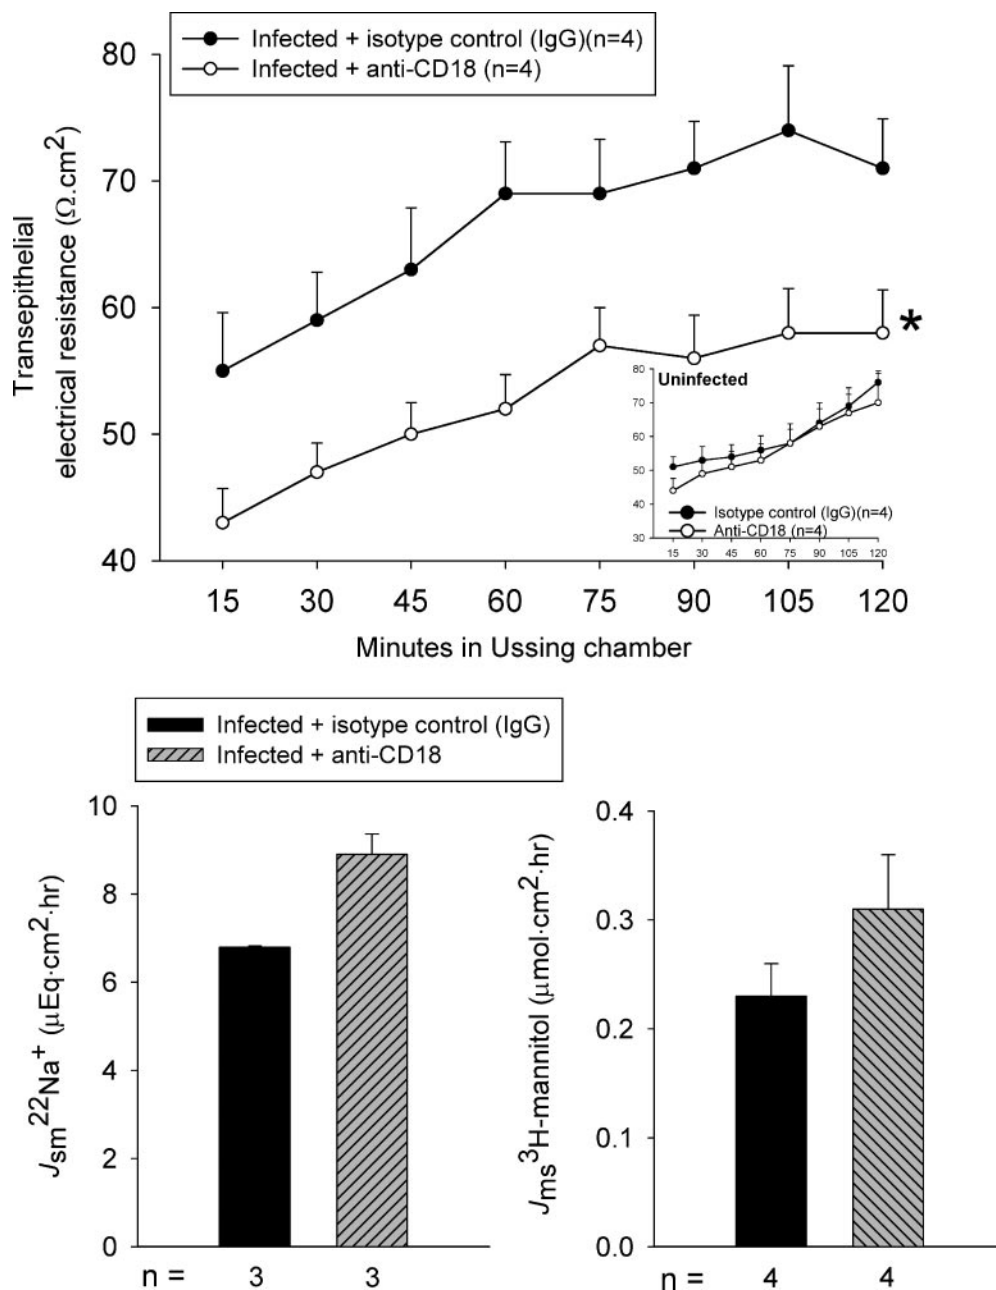 Infected + isotype control (IgG)(n=4)
Infected + anti-CD18 (n=4)
80
70
60
50
40
Transepithelial
electrical resistance (Ω.cm²)
*
80
70
60
50
40
30
Uninfected
Isotype control (IgG)(n=4)
Anti-CD18 (n=4)
15 30 45 60 75 90 105 120
15 30 45 60 75 90 105 120
Minutes in Ussing chamber
Infected + isotype control (IgG)
Infected + anti-CD18
10
8
6
4
2
0
Jsm²²Na⁺ (μEq·cm²·hr)
n = 3 3
0.4
0.3
0.2
0.1
0.0
Jms³H-mannitol (μmol·cm²·hr)
n = 4 4